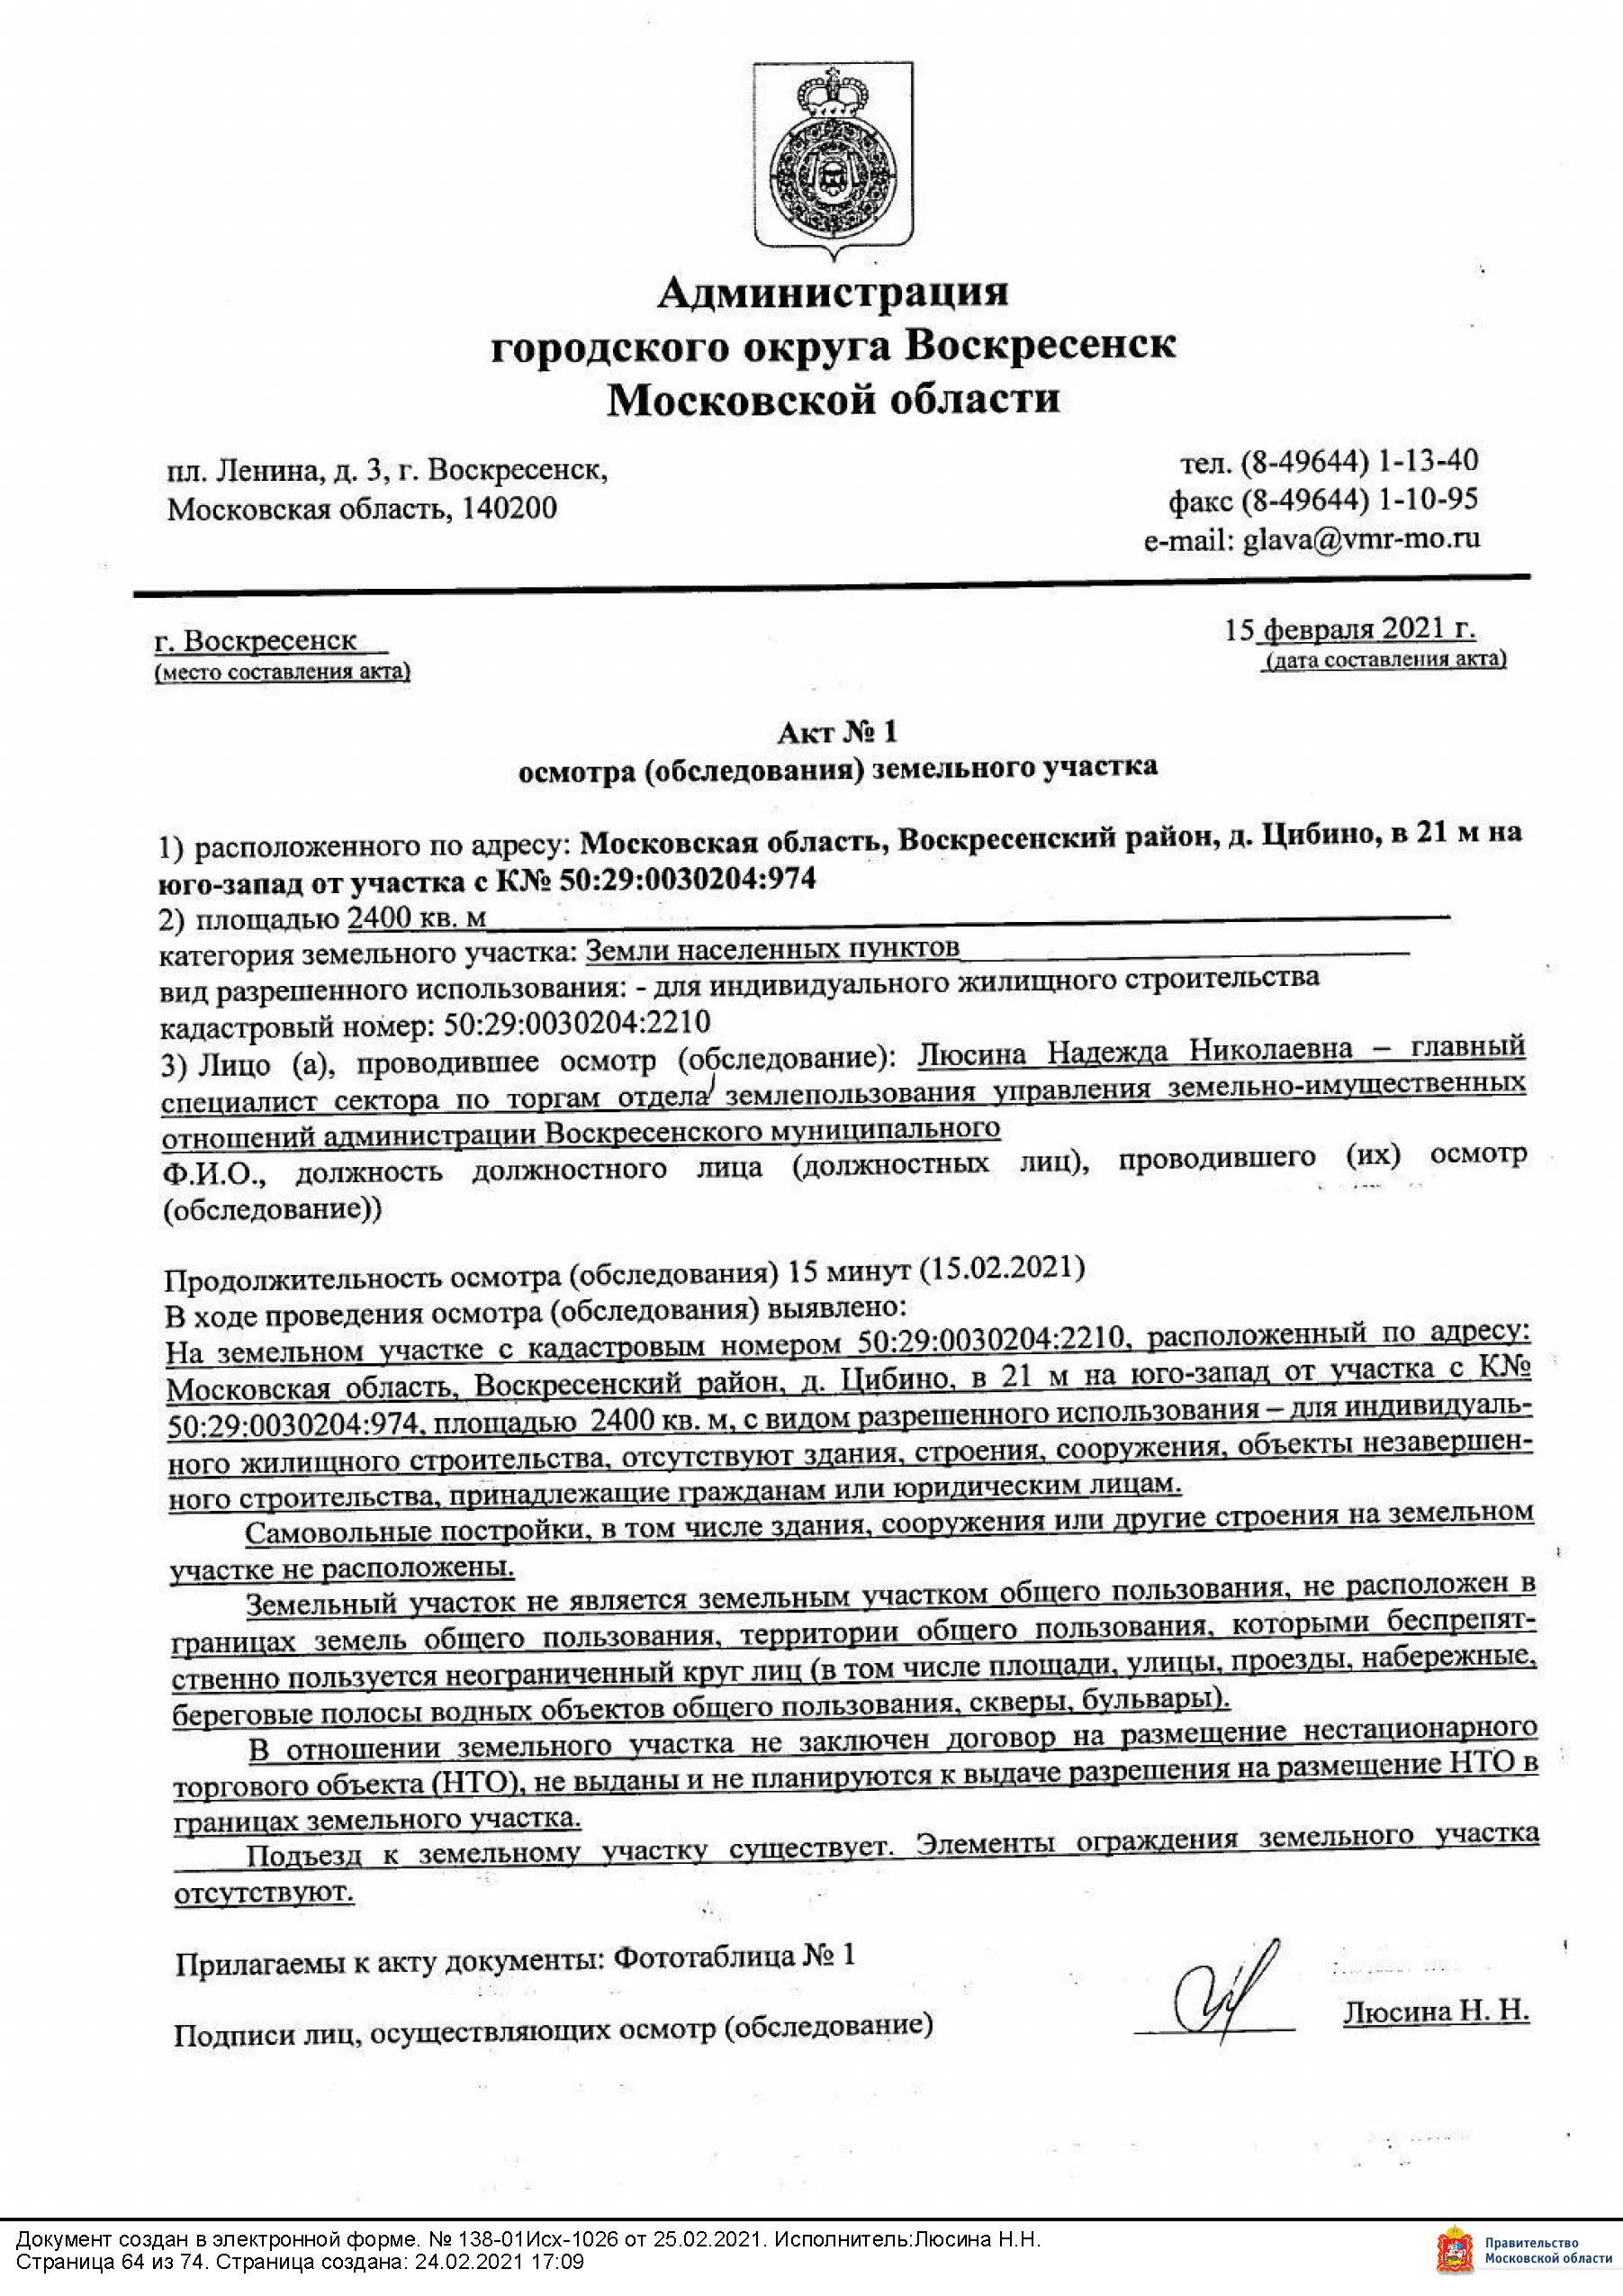 Администрация
городского округа Воскресенск
Московской области
пл. Ленина, д. 3, г. Воскресенск,
Московская область, 140200
тел. (8-49644) 1-13-40
факс (8-49644) 1-10-95
e-mail: glava@vmr-mo.ru
г. Воскресенск
(место составления акта)
15 февраля 2021 г.
(дата составления акта)
Акт № 1
осмотра (обследования) земельного участка
1) расположенного по адресу: Московская область, Воскресенский район, д. Цибино, в 21 м на
юго-запад от участка с К№ 50:29:0030204:974
2) площадью 2400 кв. м
категория земельного участка: Земли населенных пунктов
вид разрешенного использования: - для индивидуального жилищного строительства
кадастровый номер: 50:29:0030204:2210
3) Лицо (а), проводившее осмотр (обследование): Люсина Надежда Николаевна – главный
специалист сектора по торгам отдела землепользования управления земельно-имущественных
отношений администрации Воскресенского муниципального
Ф.И.О., должность должностного лица (должностных лиц), проводившего (их) осмотр
(обследование))
Продолжительность осмотра (обследования) 15 минут (15.02.2021)
В ходе проведения осмотра (обследования) выявлено:
На земельном участке с кадастровым номером 50:29:0030204:2210, расположенный по адресу:
Московская область, Воскресенский район, д. Цибино, в 21 м на юго-запад от участка с К№
50:29:0030204:974, площадью 2400 кв. м, с видом разрешенного использования – для индивидуаль-
ного жилищного строительства, отсутствуют здания, строения, сооружения, объекты незавершен-
ного строительства, принадлежащие гражданам или юридическим лицам.
Самовольные постройки, в том числе здания, сооружения или другие строения на земельном
участке не расположены.
Земельный участок не является земельным участком общего пользования, не расположен в
границах земель общего пользования, территории общего пользования, которыми беспрепят-
ственно пользуется неограниченный круг лиц (в том числе площади, улицы, проезды, набережные,
береговые полосы водных объектов общего пользования, скверы, бульвары).
В отношении земельного участка не заключен договор на размещение нестационарного
торгового объекта (НТО), не выданы и не планируются к выдаче разрешения на размещение НТО в
границах земельного участка.
Подъезд к земельному участку существует. Элементы ограждения земельного участка
отсутствуют.
Прилагаемы к акту документы: Фототаблица № 1
Подписи лиц, осуществляющих осмотр (обследование)
Люсина Н. Н.
Документ создан в электронной форме. № 138-01Исх-1026 от 25.02.2021. Исполнитель:Люсина Н.Н.
Страница 64 из 74. Страница создана: 24.02.2021 17:09
Правительство
Московской области